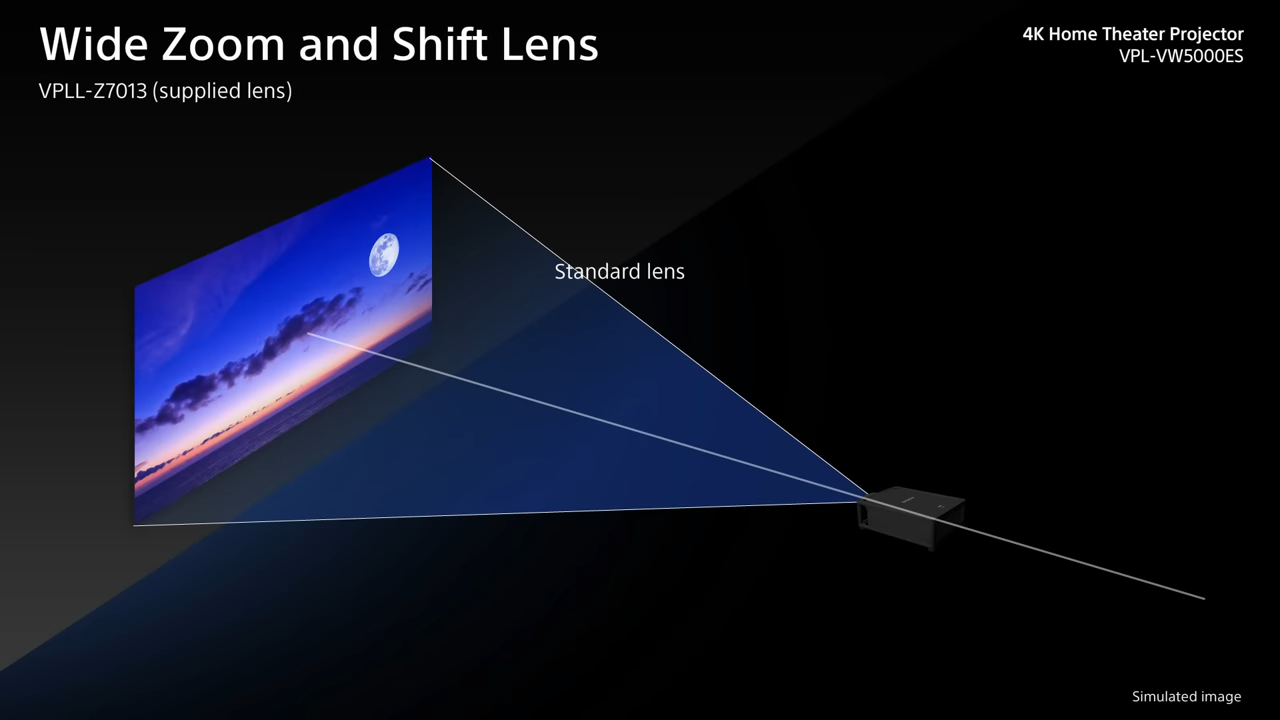 Wide Zoom and Shift Lens
VPLL-Z7013 (supplied lens)
4K Home Theater Projector
VPL-VW5000ES
Standard lens
Simulated image